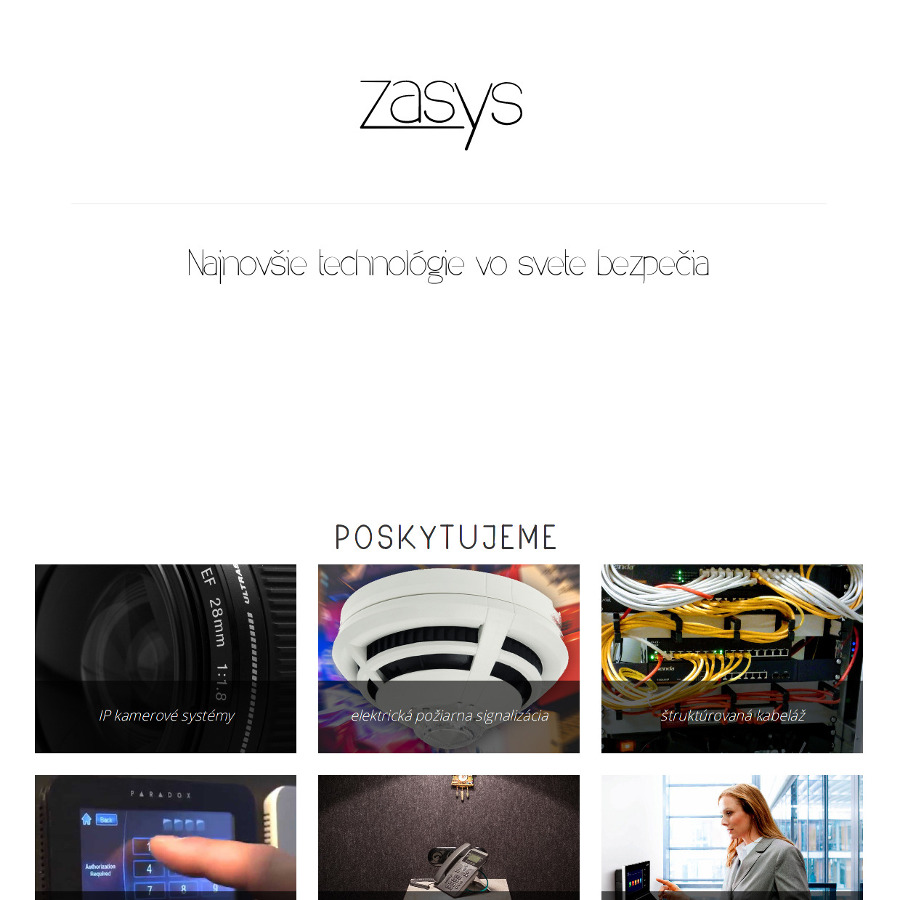 zasys
Najnovšie technológie vo svete bezpečia
POSKYTUJEME
EF 28mm 1:1.8
ULTRAS
IP kamerové systémy
elektrická požiarna signalizácia
štruktúrovaná kabeláž
PARADOX
Back
Authorization
Required
1
4
7 8 9